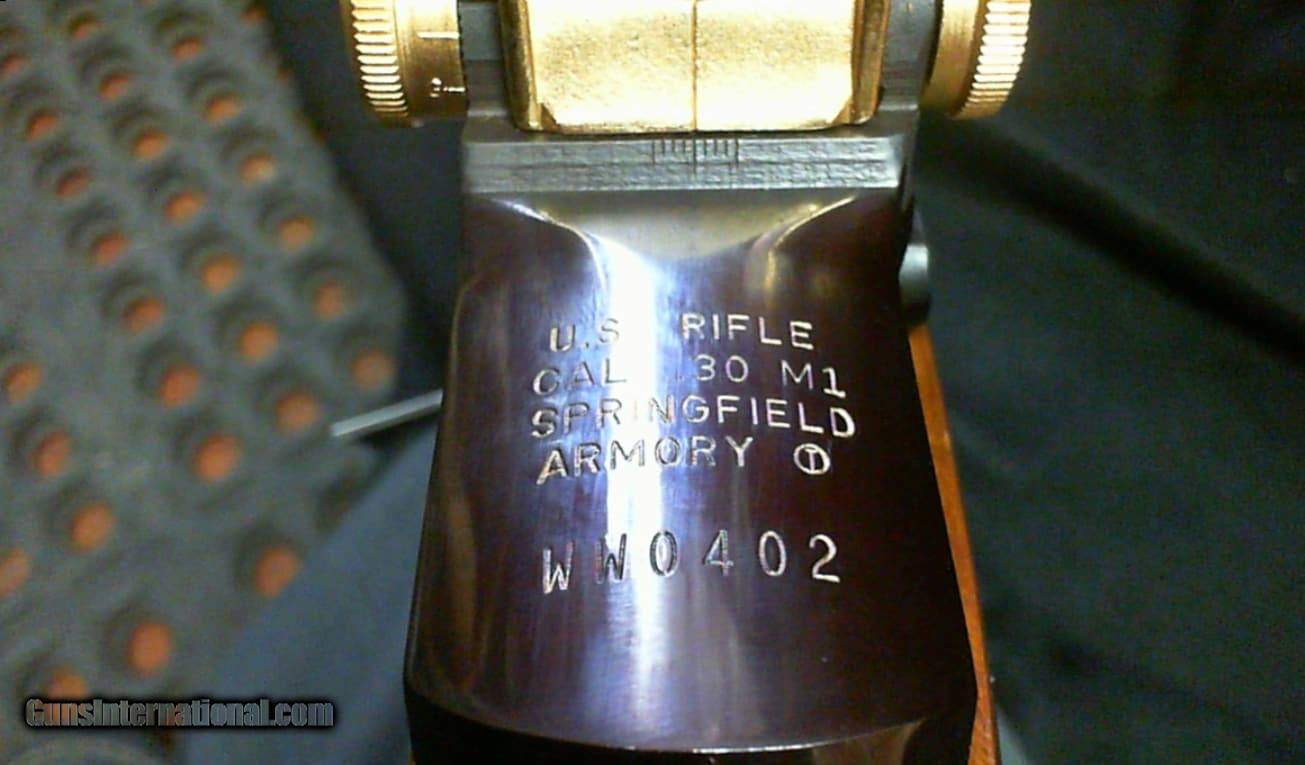 U.S RIFLE
CAL .30 M1
SPRINGFIELD
ARMORY Ⓣ
WW0402
GunsInternational.com